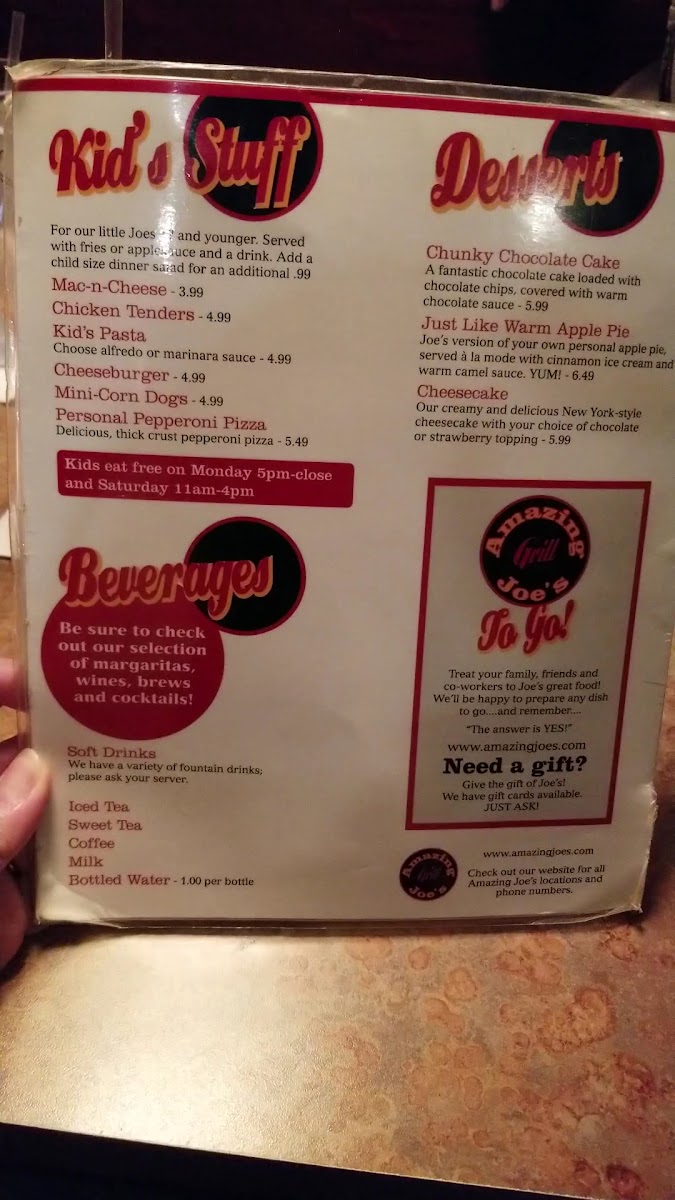 Kid's Stuff
For our little Joes and younger. Served
with fries or applesauce and a drink. Add a
child size dinner salad for an additional .99
Mac-n-Cheese - 3.99
Chicken Tenders - 4.99
Kid's Pasta
Choose alfredo or marinara sauce - 4.99
Cheeseburger - 4.99
Mini-Corn Dogs - 4.99
Personal Pepperoni Pizza
Delicious, thick crust pepperoni pizza - 5.49
Kids eat free on Monday 5pm-close
and Saturday 11am-4pm
Beverages
Be sure to check
out our selection
of margaritas,
wines, brews
and cocktails!
Soft Drinks
We have a variety of fountain drinks;
please ask your server.
Iced Tea
Sweet Tea
Coffee
Milk
Bottled Water - 1.00 per bottle
Desserts
Chunky Chocolate Cake
A fantastic chocolate cake loaded with
chocolate chips, covered with warm
chocolate sauce - 5.99
Just Like Warm Apple Pie
Joe's version of your own personal apple pie,
served à la mode with cinnamon ice cream and
warm camel sauce. YUM! - 6.49
Cheesecake
Our creamy and delicious New York-style
cheesecake with your choice of chocolate
or strawberry topping - 5.99
Amazing
Grill
Joe's
To Go!
Treat your family, friends and
co-workers to Joe's great food!
We'll be happy to prepare any dish
to go....and remember....
"The answer is YES!"
www.amazingjoes.com
Need a gift?
Give the gift of Joe's!
We have gift cards available.
JUST ASK!
Amazing
Grill
Joe's
www.amazingjoes.com
Check out our website for all
Amazing Joe's locations and
phone numbers.